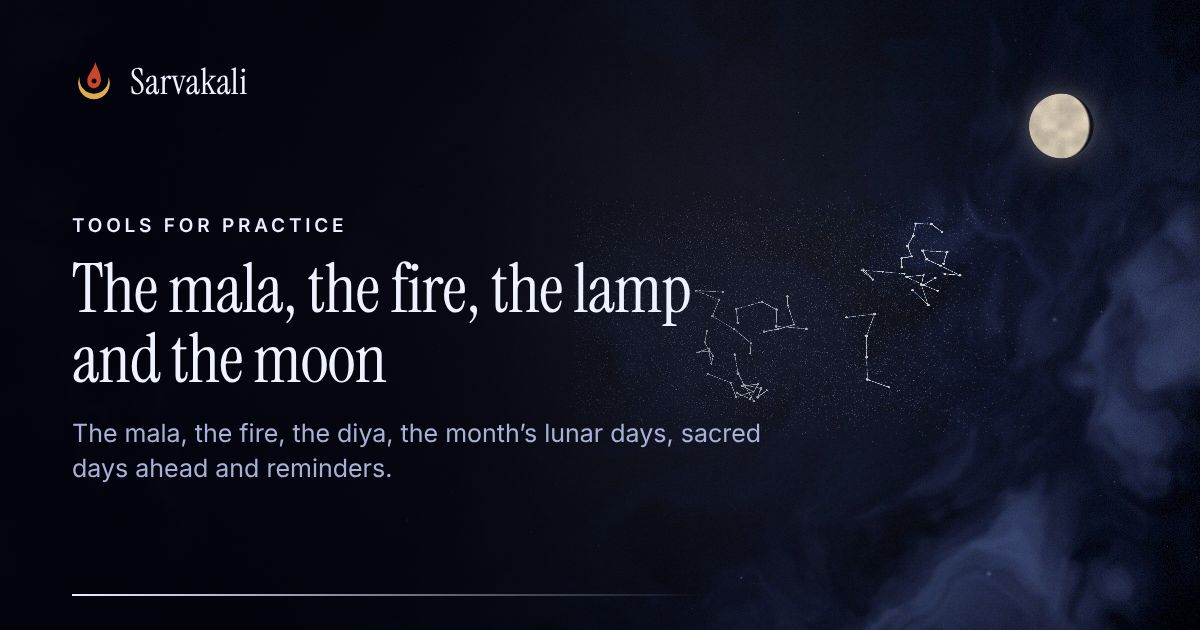 Sarvakali
TOOLS FOR PRACTICE
The mala, the fire, the lamp
and the moon
The mala, the fire, the diya, the month’s lunar days, sacred
days ahead and reminders.